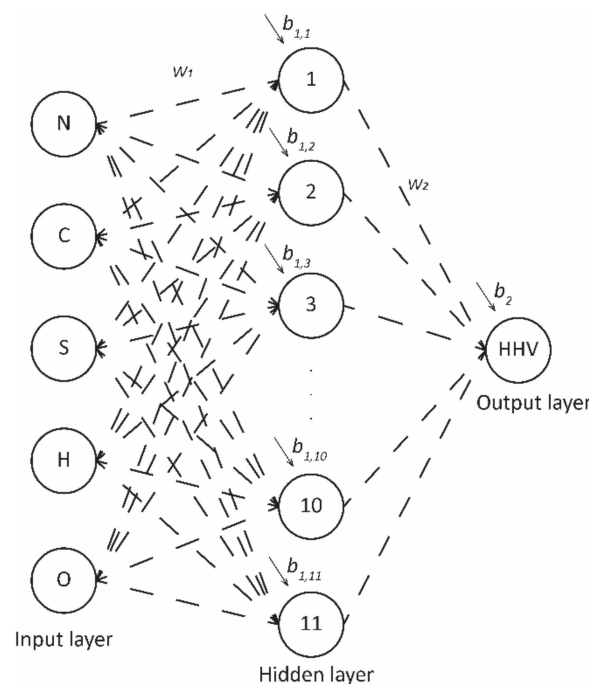 b1,1
W1
1
N
b1,2
2
W2
C
b1,3
3
b2
S
HHV
Output layer
H
b1,10
10
O
b1,11
11
Input layer
Hidden layer